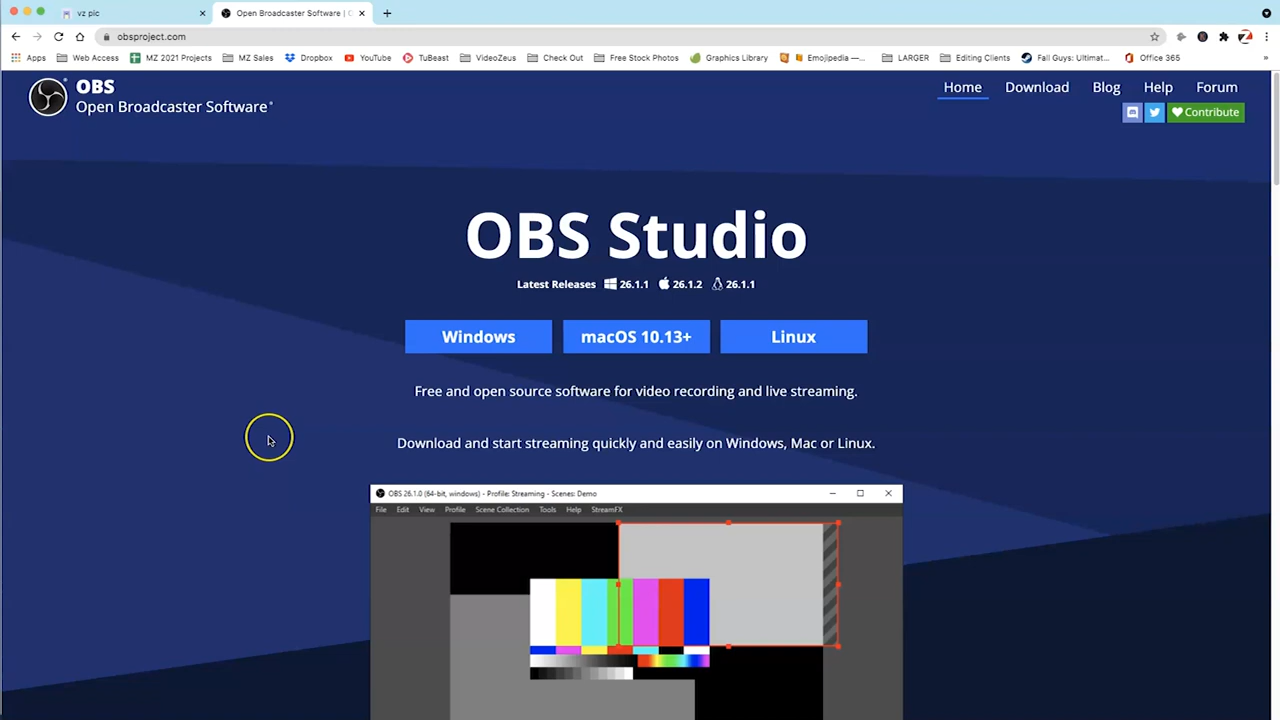 vz pic
Open Broadcaster Software | O
obsproject.com
Apps Web Access MZ 2021 Projects MZ Sales Dropbox YouTube TuBeast VideoZeus Check Out Free Stock Photos Graphics Library Emojipedia—... LARGER Editing Clients Fall Guys: Ultimat... Office 365 »
OBS
Open Broadcaster Software
Home Download Blog Help Forum
Contribute
OBS Studio
Latest Releases 26.1.1 26.1.2 26.1.1
Windows macOS 10.13+ Linux
Free and open source software for video recording and live streaming.
Download and start streaming quickly and easily on Windows, Mac or Linux.
OBS 26.1.0 (64-bit, windows) - Profile: Streaming - Scenes: Demo
File Edit View Profile Scene Collection Tools Help StreamFX